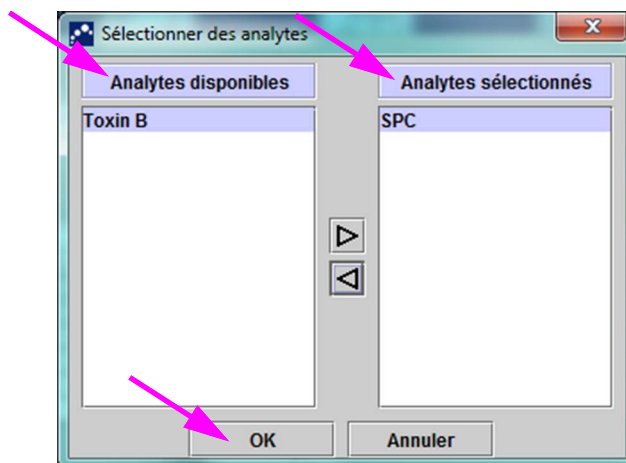 Sélectionner des analytes
Analytes disponibles
Analytes sélectionnés
Toxin B
SPC
OK
Annuler